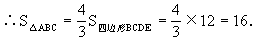 ∴S△ABC = 4/3 S四边形BCDE = 4/3 × 12 = 16.